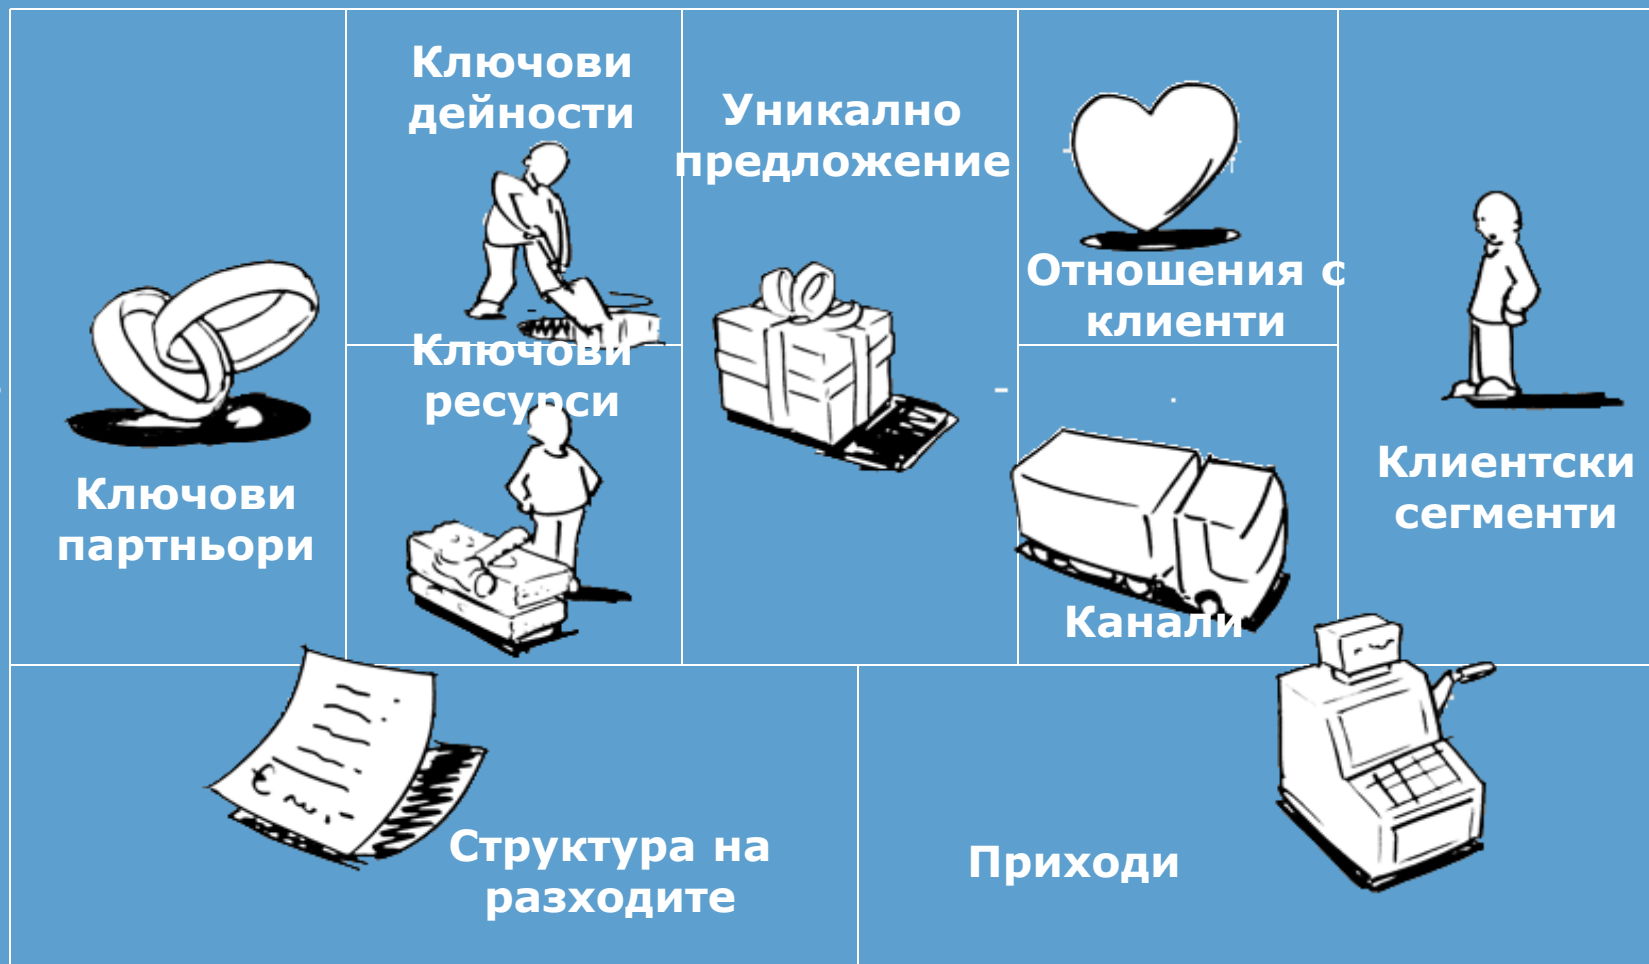 Ключови
партньори
Ключови
дейности
Ключови
ресурси
Уникално
предложение
Отношения с
клиенти
Канали
Клиентски
сегменти
Структура на
разходите
Приходи